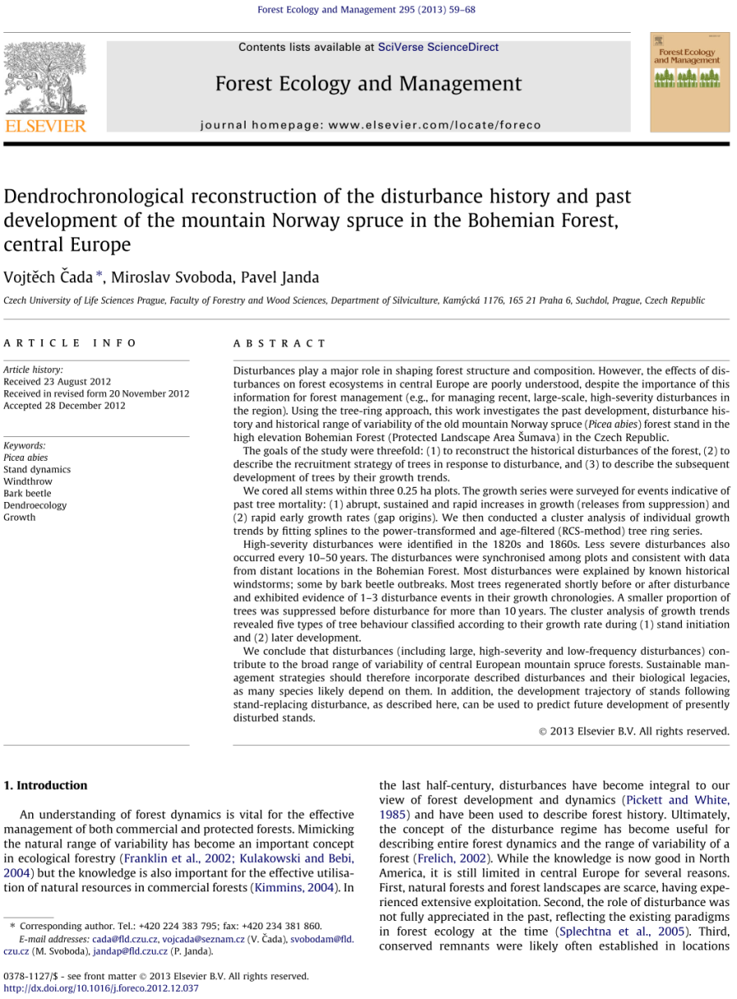 Forest Ecology and Management 295 (2013) 59–68
Contents lists available at SciVerse ScienceDirect
Forest Ecology and Management
journal homepage: www.elsevier.com/locate/foreco
ELSEVIER
Forest Ecology
and Management
Dendrochronological reconstruction of the disturbance history and past
development of the mountain Norway spruce in the Bohemian Forest,
central Europe
Vojtěch Čada *, Miroslav Svoboda, Pavel Janda
Czech University of Life Sciences Prague, Faculty of Forestry and Wood Sciences, Department of Silviculture, Kamýcká 1176, 165 21 Praha 6, Suchdol, Prague, Czech Republic
ARTICLE INFO
Article history:
Received 23 August 2012
Received in revised form 20 November 2012
Accepted 28 December 2012
Keywords:
Picea abies
Stand dynamics
Windthrow
Bark beetle
Dendroecology
Growth
ABSTRACT
Disturbances play a major role in shaping forest structure and composition. However, the effects of dis-
turbances on forest ecosystems in central Europe are poorly understood, despite the importance of this
information for forest management (e.g., for managing recent, large-scale, high-severity disturbances in
the region). Using the tree-ring approach, this work investigates the past development, disturbance his-
tory and historical range of variability of the old mountain Norway spruce (Picea abies) forest stand in the
high elevation Bohemian Forest (Protected Landscape Area Šumava) in the Czech Republic.
The goals of the study were threefold: (1) to reconstruct the historical disturbances of the forest, (2) to
describe the recruitment strategy of trees in response to disturbance, and (3) to describe the subsequent
development of trees by their growth trends.
We cored all stems within three 0.25 ha plots. The growth series were surveyed for events indicative of
past tree mortality: (1) abrupt, sustained and rapid increases in growth (releases from suppression) and
(2) rapid early growth rates (gap origins). We then conducted a cluster analysis of individual growth
trends by fitting splines to the power-transformed and age-filtered (RCS-method) tree ring series.
High-severity disturbances were identified in the 1820s and 1860s. Less severe disturbances also
occurred every 10–50 years. The disturbances were synchronised among plots and consistent with data
from distant locations in the Bohemian Forest. Most disturbances were explained by known historical
windstorms; some by bark beetle outbreaks. Most trees regenerated shortly before or after disturbance
and exhibited evidence of 1–3 disturbance events in their growth chronologies. A smaller proportion of
trees was suppressed before disturbance for more than 10 years. The cluster analysis of growth trends
revealed five types of tree behaviour classified according to their growth rate during (1) stand initiation
and (2) later development.
We conclude that disturbances (including large, high-severity and low-frequency disturbances) con-
tribute to the broad range of variability of central European mountain spruce forests. Sustainable man-
agement strategies should therefore incorporate described disturbances and their biological legacies,
as many species likely depend on them. In addition, the development trajectory of stands following
stand-replacing disturbance, as described here, can be used to predict future development of presently
disturbed stands.
© 2013 Elsevier B.V. All rights reserved.
1. Introduction
An understanding of forest dynamics is vital for the effective
management of both commercial and protected forests. Mimicking
the natural range of variability has become an important concept
in ecological forestry (Franklin et al., 2002; Kulakowski and Bebi,
2004) but the knowledge is also important for the effective utilisa-
tion of natural resources in commercial forests (Kimmins, 2004). In
the last half-century, disturbances have become integral to our
view of forest development and dynamics (Pickett and White,
1985) and have been used to describe forest history. Ultimately,
the concept of the disturbance regime has become useful for
describing entire forest dynamics and the range of variability of a
forest (Frelich, 2002). While the knowledge is now good in North
America, it is still limited in central Europe for several reasons.
First, natural forests and forest landscapes are scarce, having expe-
rienced extensive exploitation. Second, the role of disturbance was
not fully appreciated in the past, reflecting the existing paradigms
in forest ecology at the time (Splechtna et al., 2005). Third,
conserved remnants were likely often established in locations
* Corresponding author. Tel.: +420 224 383 795; fax: +420 234 381 860.
E-mail addresses: cada@fld.czu.cz, vojcada@seznam.cz (V. Čada), svobodam@fld.
czu.cz (M. Svoboda), jandap@fld.czu.cz (P. Janda).
0378-1127/$ - see front matter © 2013 Elsevier B.V. All rights reserved.
http://dx.doi.org/10.1016/j.foreco.2012.12.037